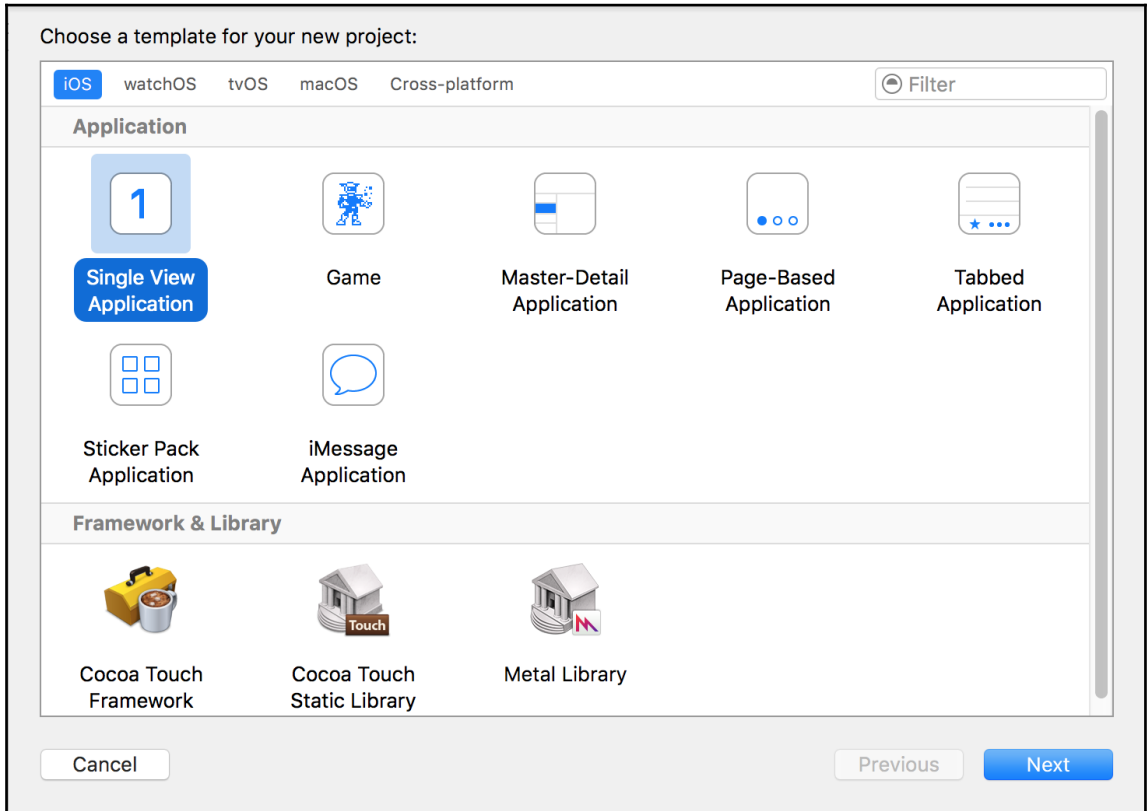 Choose a template for your new project:
iOS watchOS tvOS macOS Cross-platform Filter
Application
1
Single View Application
Game
Master-Detail Application
Page-Based Application
Tabbed Application
Sticker Pack Application
iMessage Application
Framework & Library
Touch
Cocoa Touch Framework
Cocoa Touch Static Library
Metal Library
Cancel Previous Next